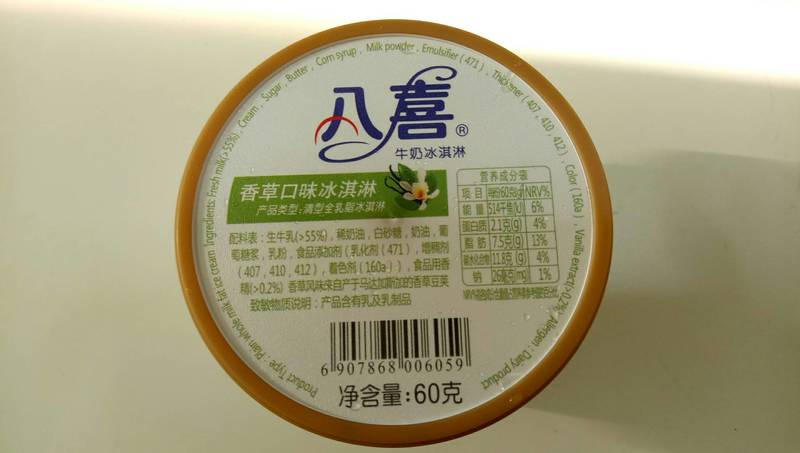 Product Type : Plain whole milk fat ice cream Ingredients: Fresh milk(>55%) , Cream , Sugar , Butter , Corn syrup , Milk powder , Emulsifier ( 471 ) , Thickener ( 407, 410, 412 ) , Color (160a ) , Vanilla extract(>0.2%) Allergen : Dairy product
八喜®
牛奶冰淇淋
香草口味冰淇淋
产品类型:清型全乳脂冰淇淋
配料表：生牛乳(>55%)，稀奶油，白砂糖，奶油，葡
萄糖浆，乳粉，食品添加剂（乳化剂（471），增稠剂
（407，410，412），着色剂（160a）），食用香
精(>0.2%) 香草风味来自产于马达加斯加的香草豆荚
致敏物质说明：产品含有乳及乳制品
营养成分表
项 目 每份60克(g) NRV%
能 量 514千焦(kJ) 6%
蛋白质 2.1克(g) 4%
脂 肪 7.5克(g) 13%
碳水化合物 11.8克(g) 4%
钠 26毫克(mg) 1%
6 907868 006059
净含量:60克